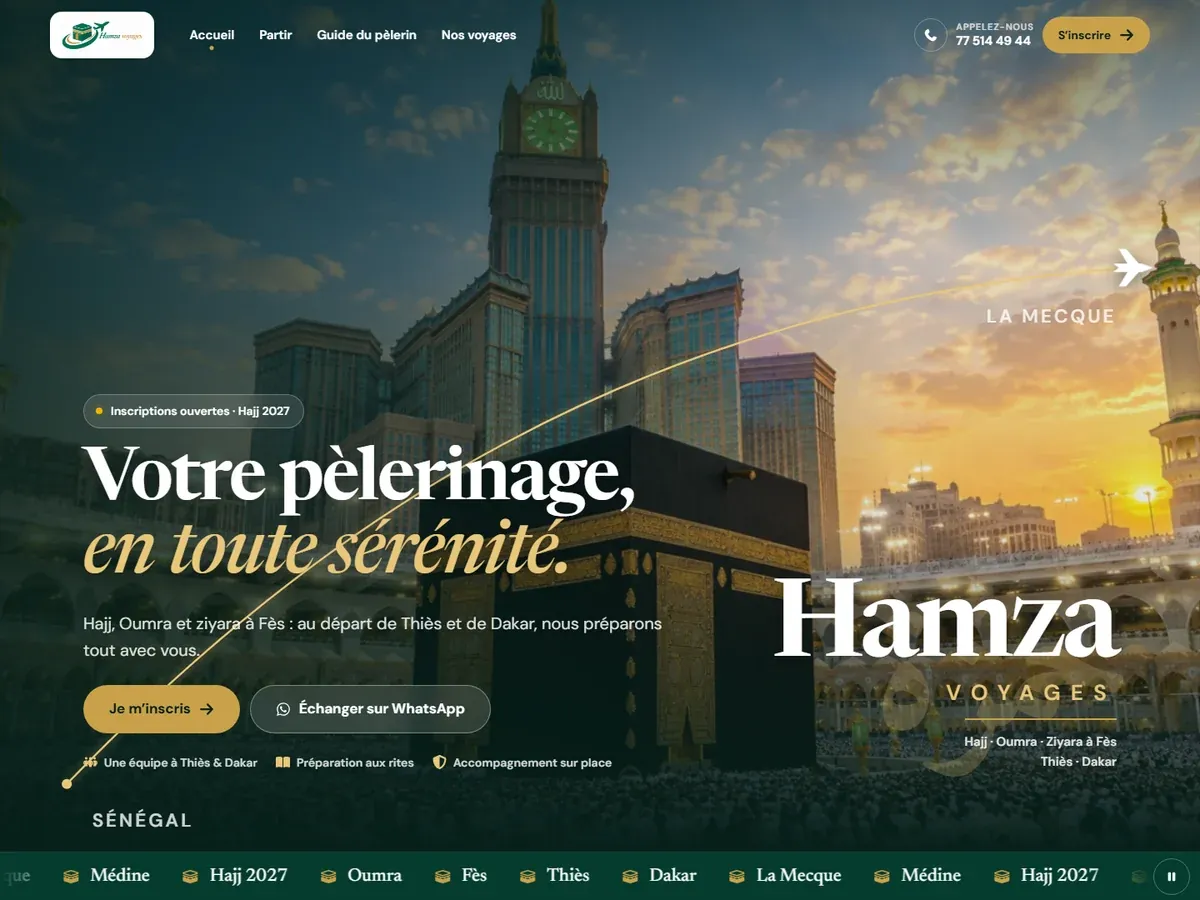 Hamza voyages
Accueil
Partir
Guide du pèlerin
Nos voyages
APPELEZ-NOUS
77 514 49 44
S'inscrire
الله
LA MECQUE
Inscriptions ouvertes · Hajj 2027
Votre pèlerinage,
en toute sérénité.
Hajj, Oumra et ziyara à Fès : au départ de Thiès et de Dakar, nous préparons
tout avec vous.
Je m'inscris
Échanger sur WhatsApp
Une équipe à Thiès & Dakar
Préparation aux rites
Accompagnement sur place
SÉNÉGAL
Hamza
VOYAGES
Hajj · Oumra · Ziyara à Fès
Thiès · Dakar
que Médine Hajj 2027 Oumra Fès Thiès Dakar La Mecque Médine Hajj 2027